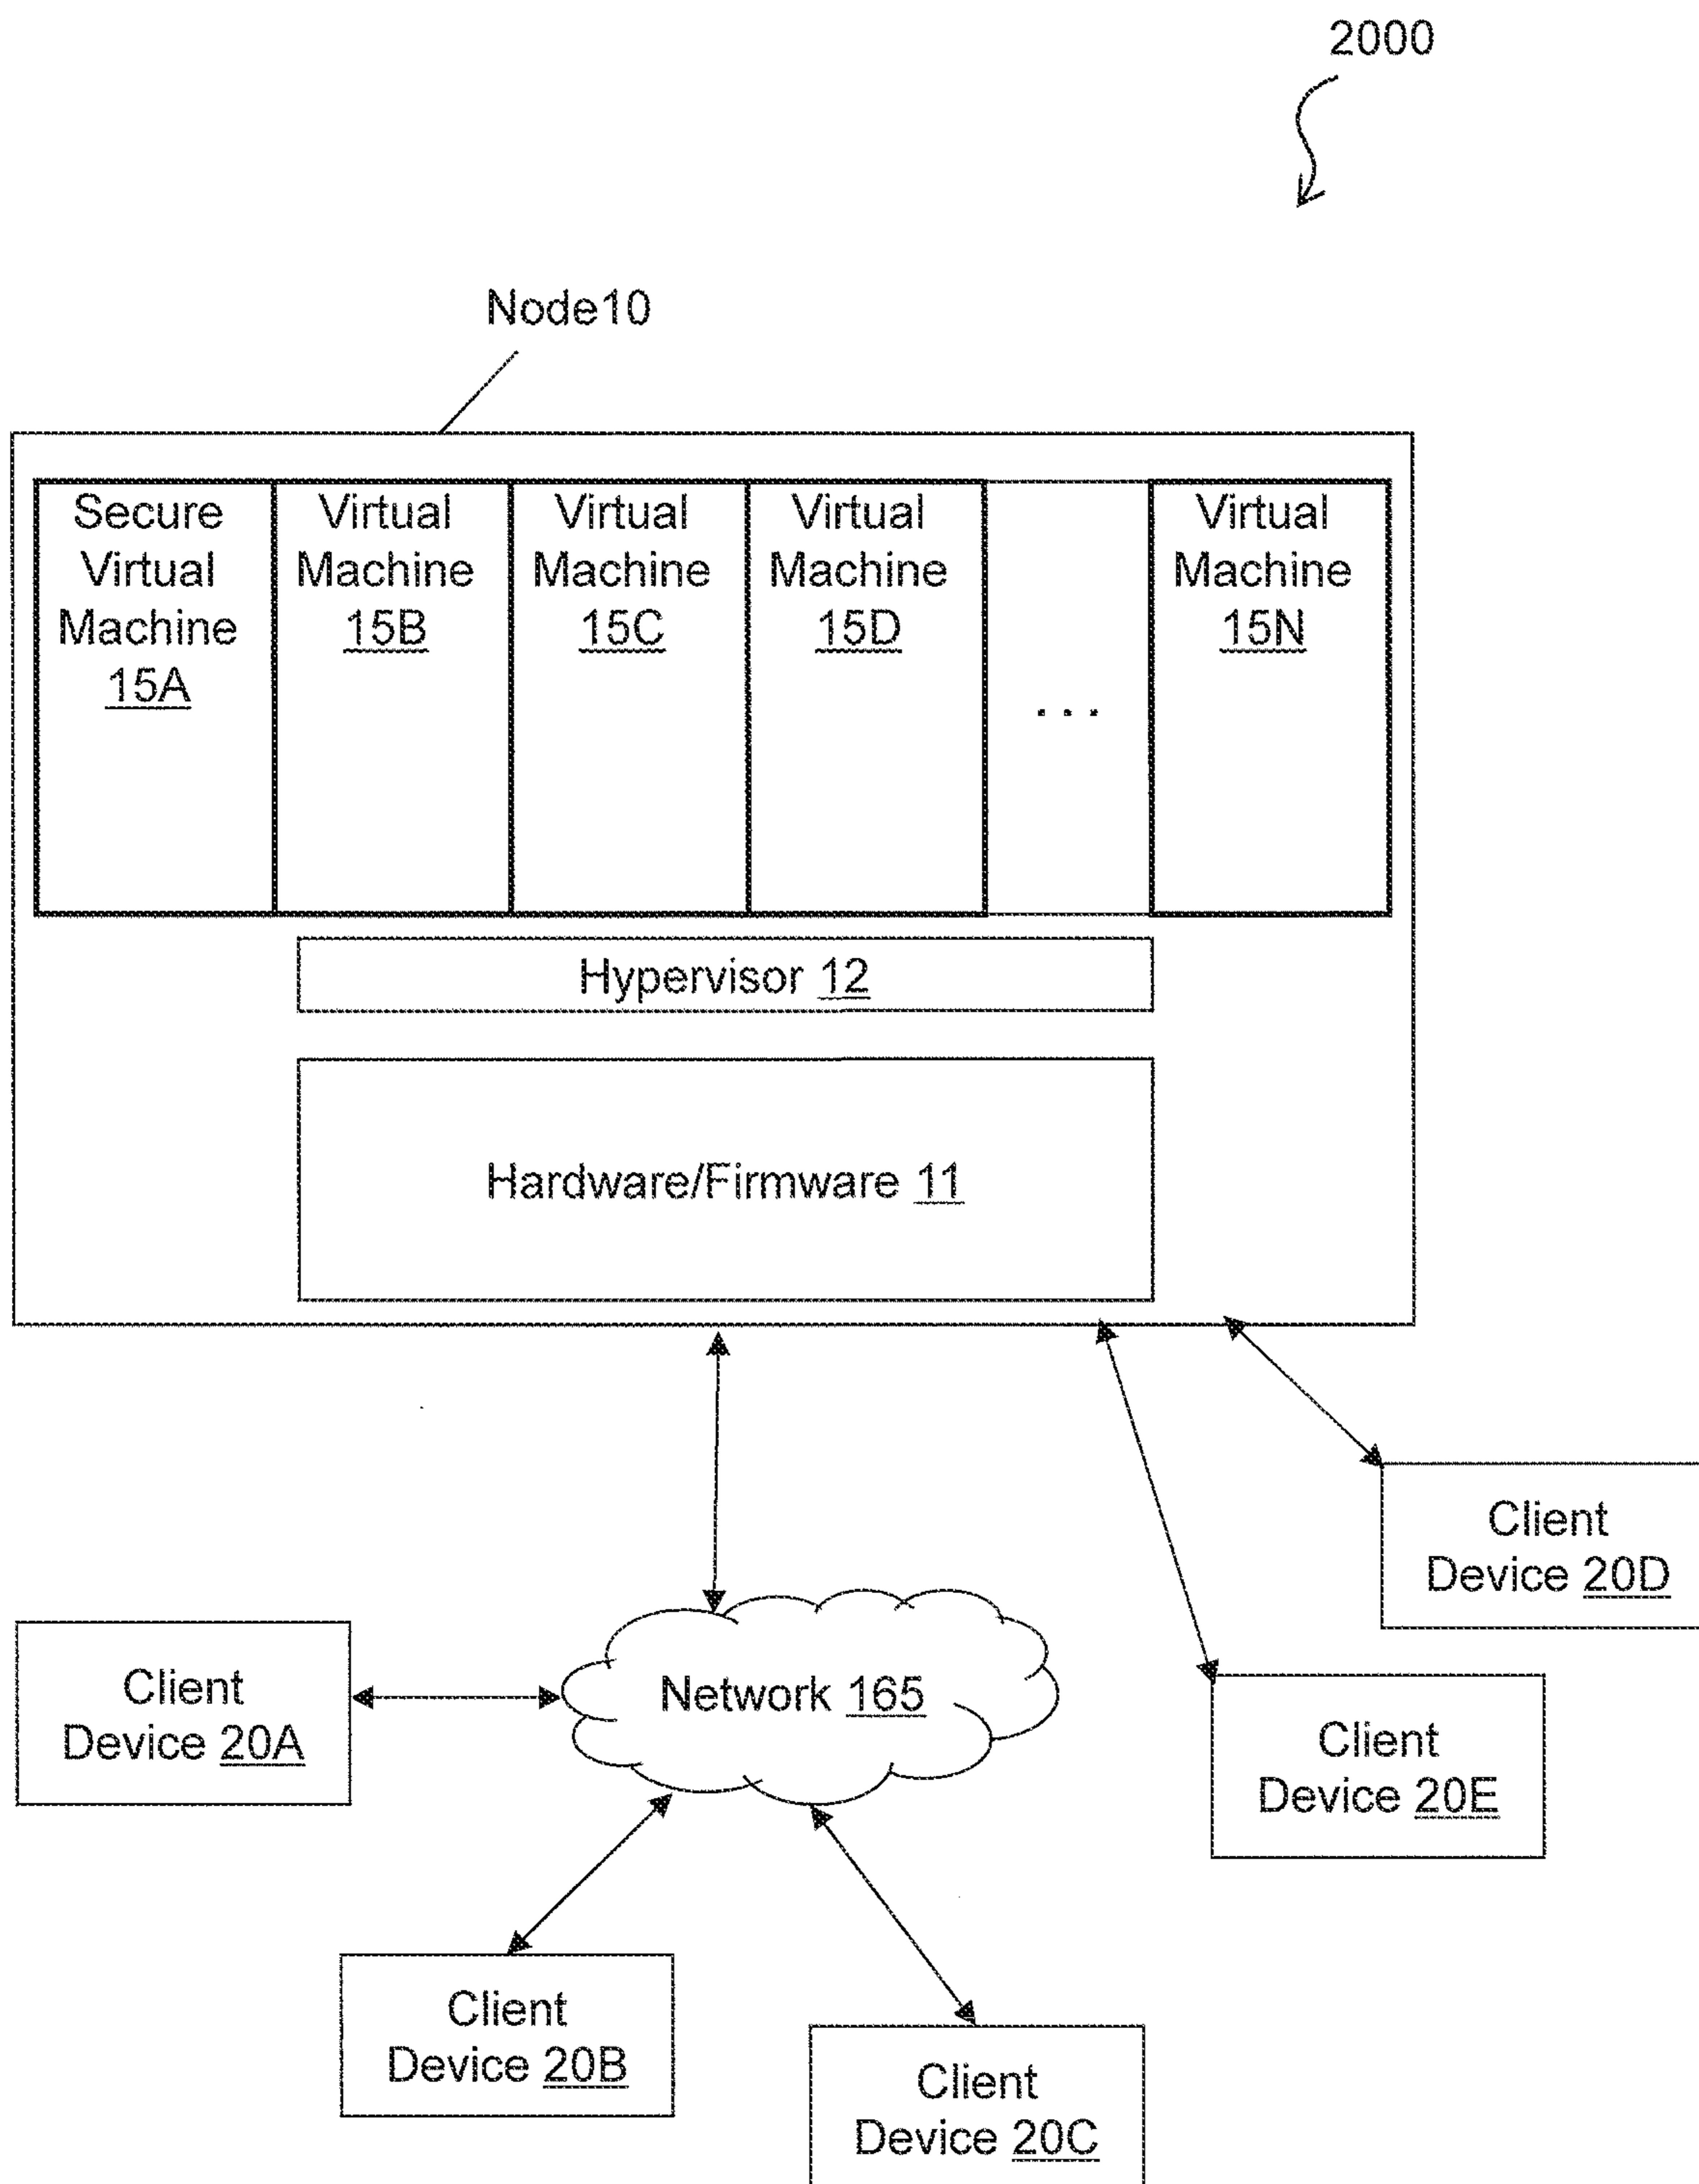 2000
Node10
Secure
Virtual
Machine
15A
Virtual
Machine
15B
Virtual
Machine
15C
Virtual
Machine
15D
. . .
Virtual
Machine
15N
Hypervisor 12
Hardware/Firmware 11
Client
Device 20D
Client
Device 20A
Network 165
Client
Device 20E
Client
Device 20B
Client
Device 20C